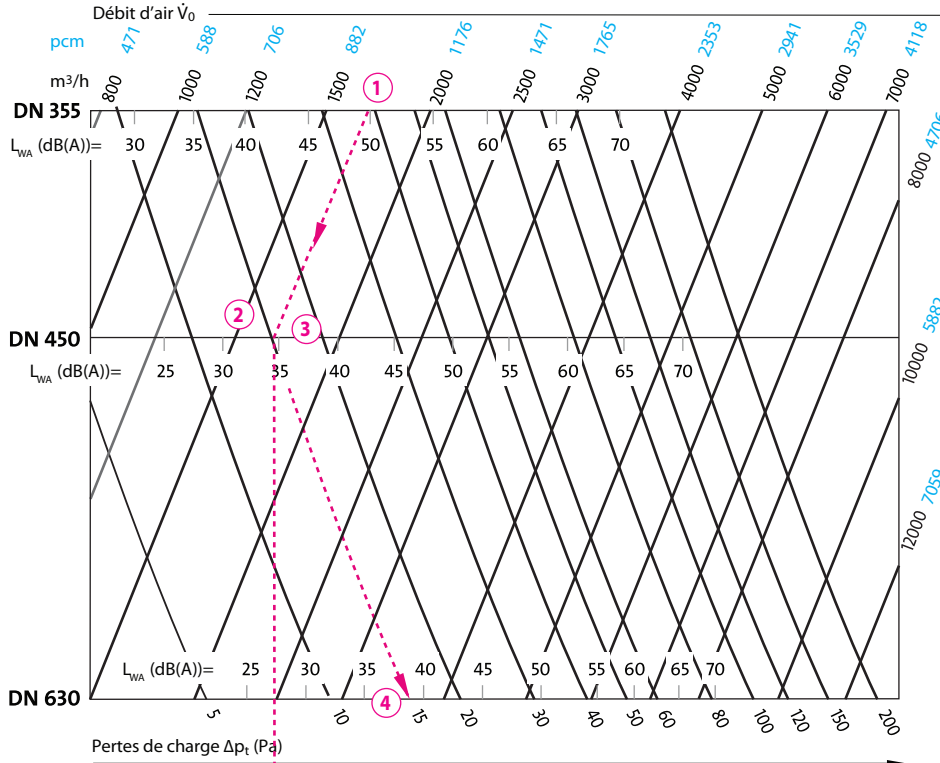 Débit d'air V̇₀
pcm 471 588 706 882 1176 1471 1765 2353 2941 3529 4118
m³/h 800 1000 1200 1500 2000 2500 3000 4000 5000 6000 7000
1
DN 355
4706
L_WA (dB(A))= 30 35 40 45 50 55 60 65 70
8000
2
3
5882
DN 450
10000
L_WA (dB(A))= 25 30 35 40 45 50 55 60 65 70
7059
12000
L_WA (dB(A))= 25 30 35 40 45 50 55 60 65 70
DN 630
4
5 10 15 20 30 40 50 60 80 100 120 150 200
Pertes de charge Δpₜ (Pa)